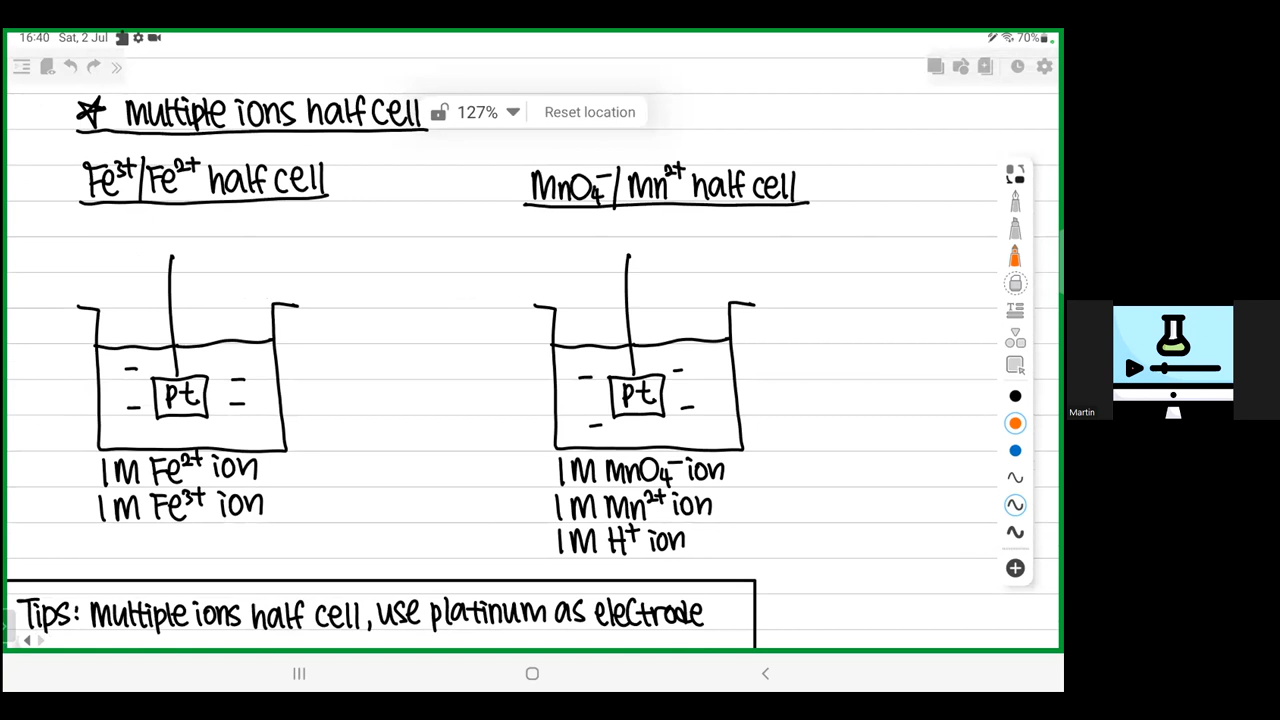 16:40 Sat, 2 Jul
70%
127%
Reset location
☆ Multiple ions half cell
Fe³⁺/Fe²⁺ half cell
MnO₄⁻/Mn²⁺ half cell
Pt
Pt
1M Fe²⁺ ion
1M Fe³⁺ ion
1M MnO₄⁻ ion
1M Mn²⁺ ion
1M H⁺ ion
Tips: Multiple ions half cell, use platinum as electrode
Martin